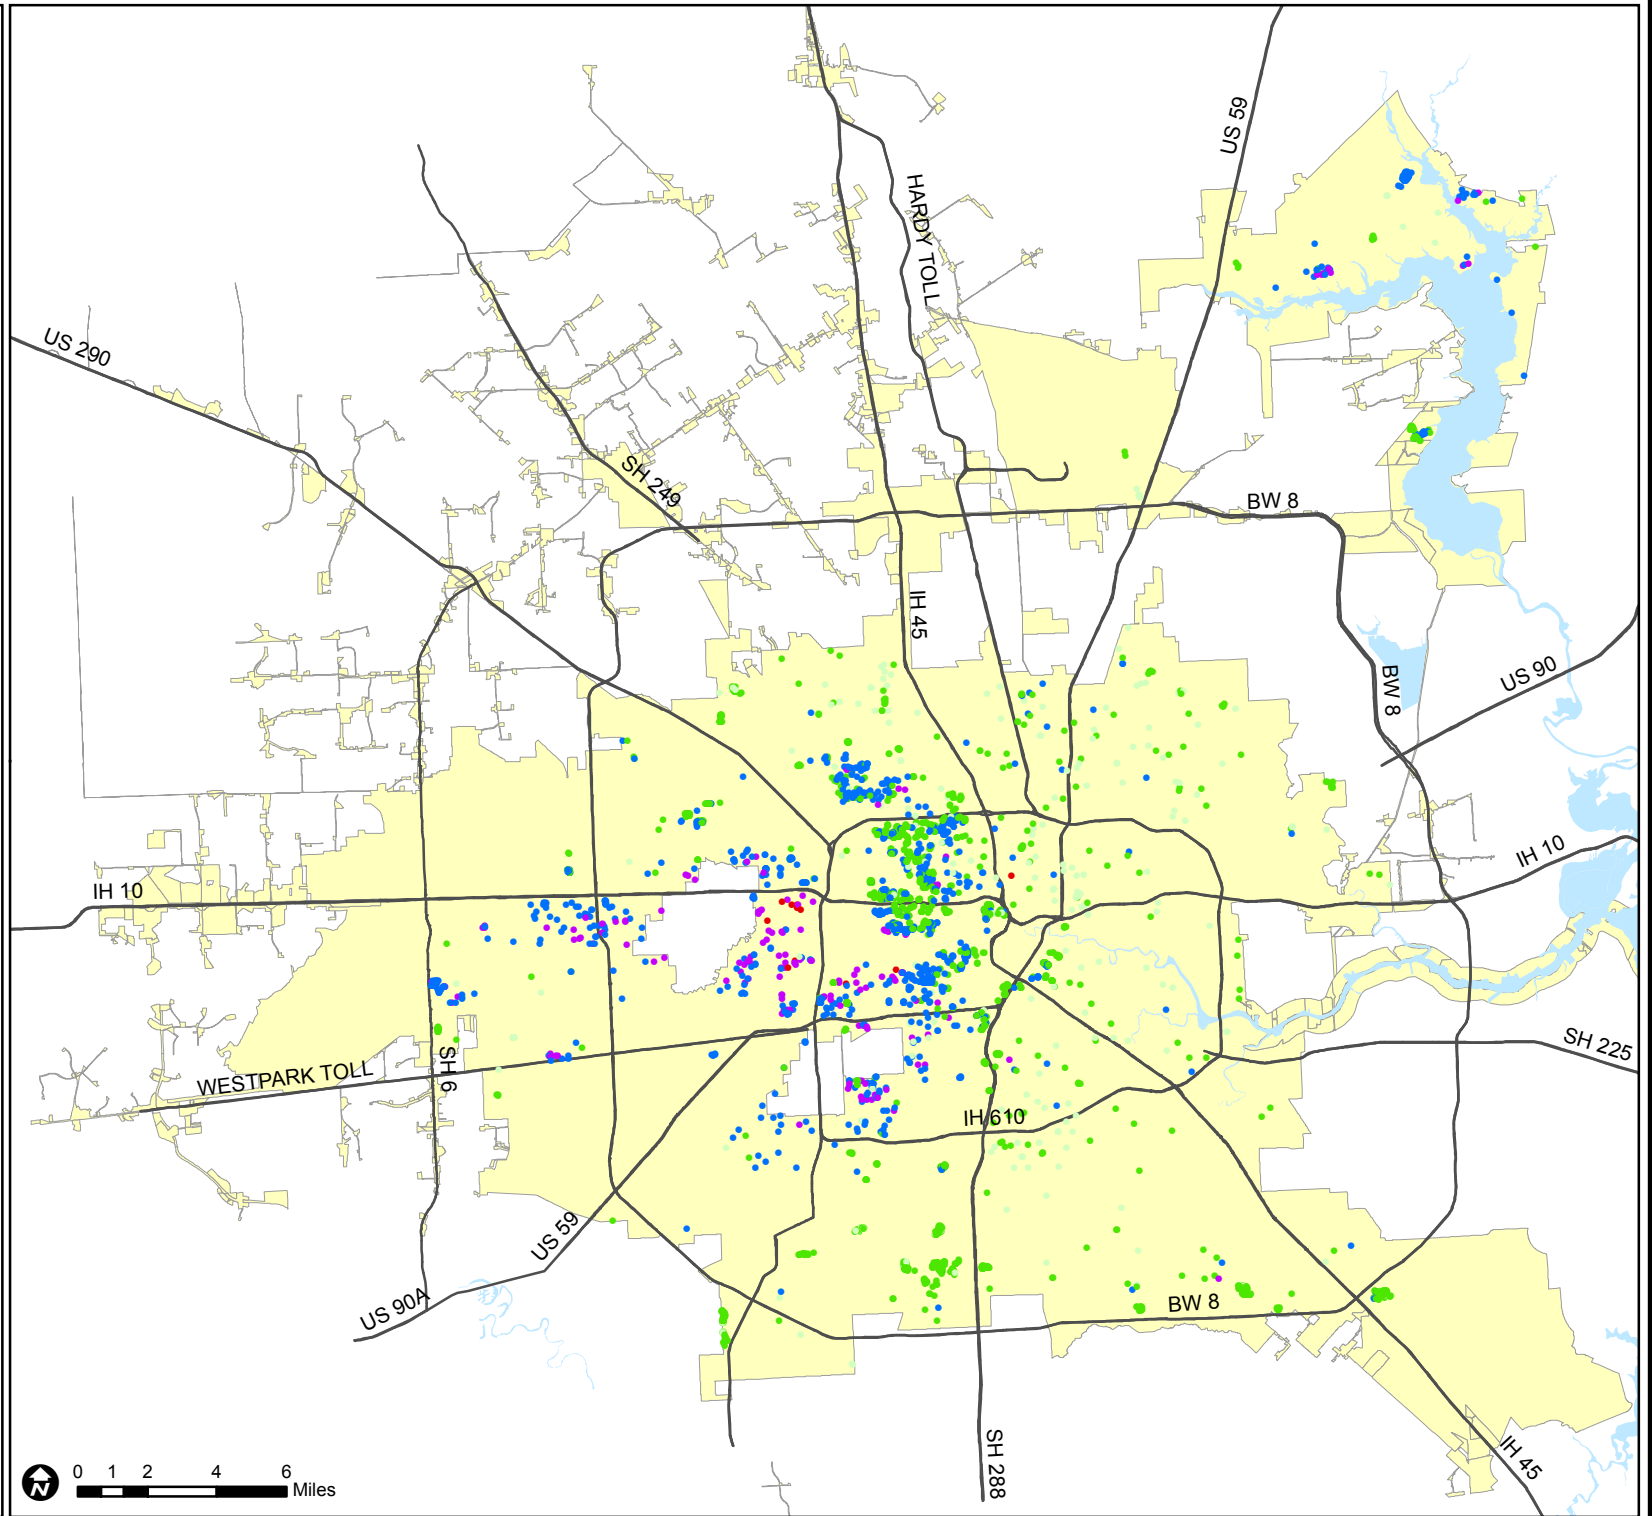 US 59
HARDY TOLL
US 290
SH 249
BW 8
IH 45
US 90
BW 8
IH 10
IH 10
SH 225
SH 6
WESTPARK TOLL
IH 610
US 59
US 90A
BW 8
SH 288
IH 45
N
0 1 2 4 6
Miles